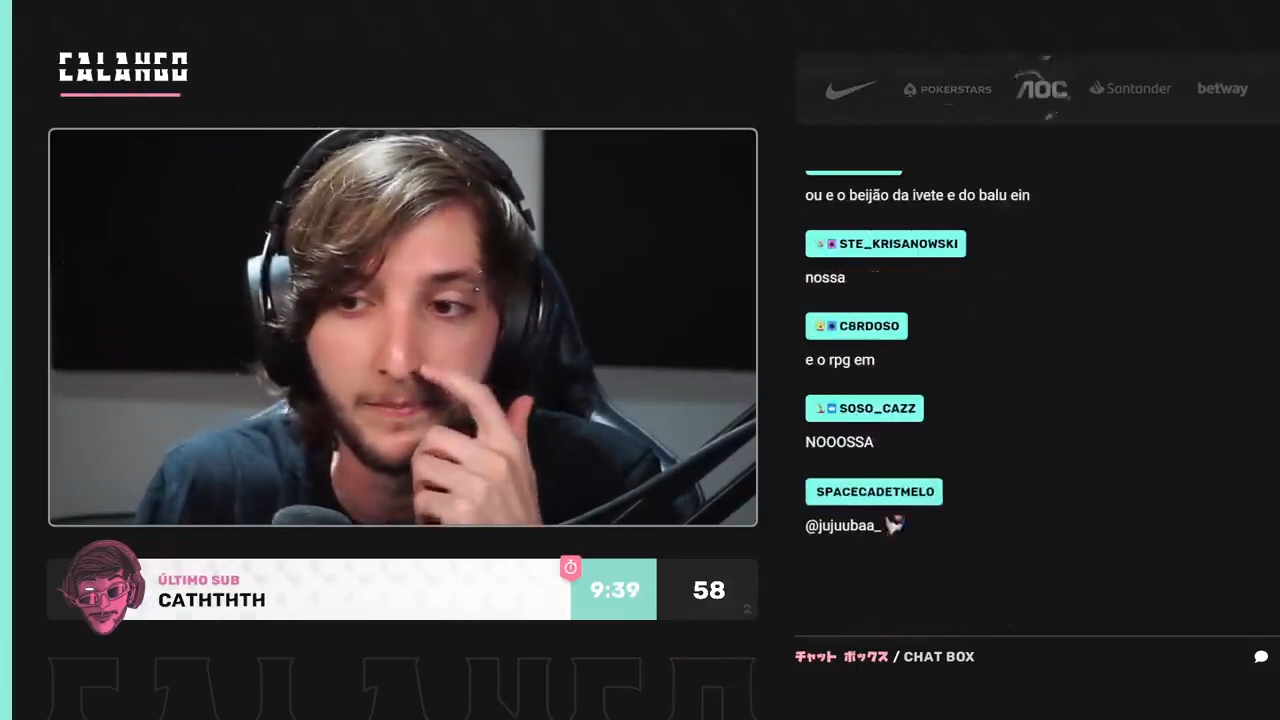 CALANGO
POKERSTARS
AOC
Santander
betway
ou e o beijão da ivete e do balu ein
STE_KRISANOWSKI
nossa
C8RDOSO
e o rpg em
SOSO_CAZZ
NOOOSSA
SPACECADETMELO
@jujuubaa_
ÚLTIMO SUB
CATHTHTH
9:39
58
チャット ボックス / CHAT BOX
CALANGO